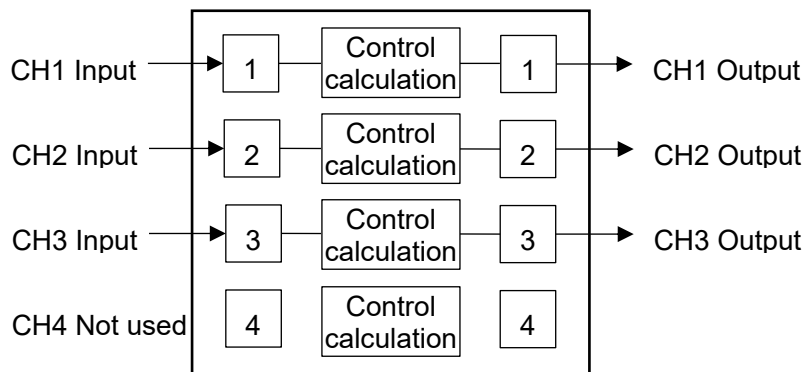 CH1 Input 1 Control calculation 1 CH1 Output
CH2 Input 2 Control calculation 2 CH2 Output
CH3 Input 3 Control calculation 3 CH3 Output
CH4 Not used 4 Control calculation 4